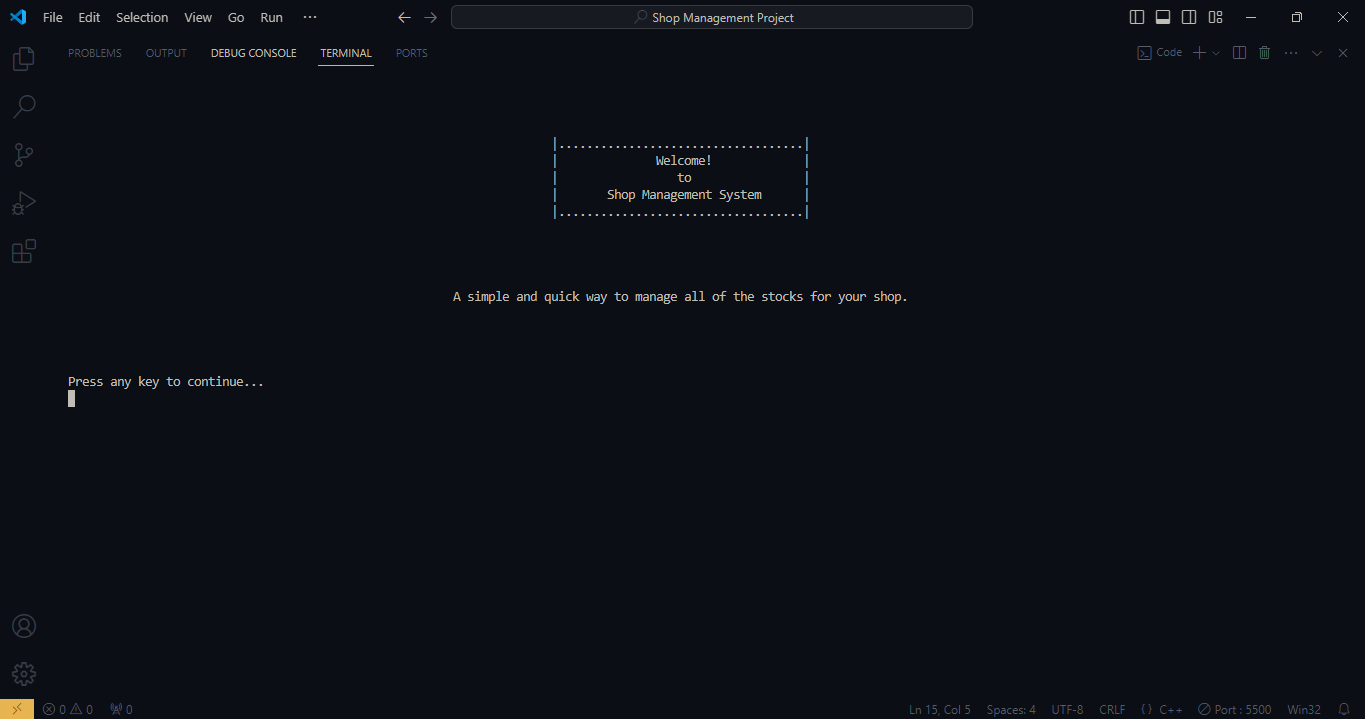 File Edit Selection View Go Run ···
Shop Management Project
PROBLEMS OUTPUT DEBUG CONSOLE TERMINAL PORTS
Code
|...................................|
| Welcome! |
| to |
| Shop Management System |
|...................................|
A simple and quick way to manage all of the stocks for your shop.
Press any key to continue...
0 0 0
Ln 15, Col 5 Spaces: 4 UTF-8 CRLF {} C++ Port : 5500 Win32